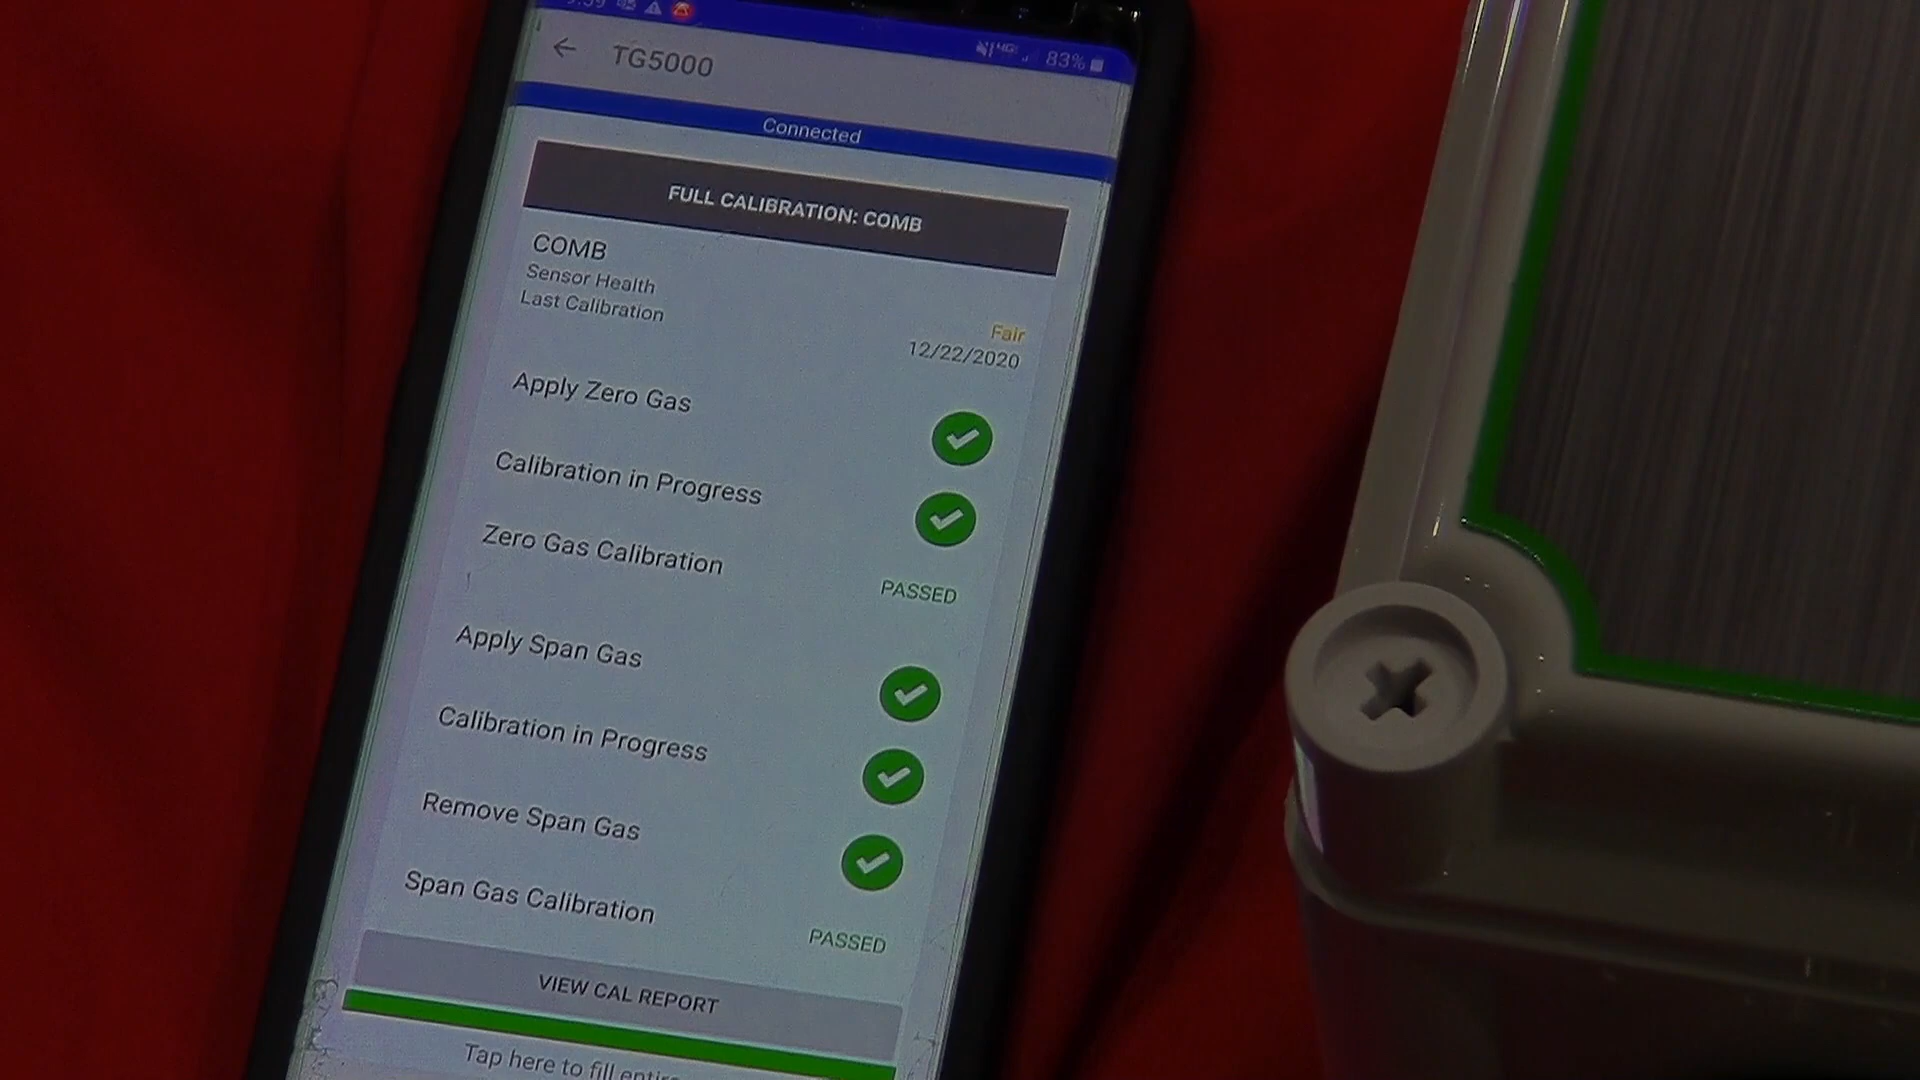 83%
TG5000
Connected
FULL CALIBRATION: COMB
COMB
Sensor Health
Fair
Last Calibration
12/22/2020
Apply Zero Gas
Calibration in Progress
Zero Gas Calibration
PASSED
Apply Span Gas
Calibration in Progress
Remove Span Gas
Span Gas Calibration
PASSED
VIEW CAL REPORT
Tap here to fill